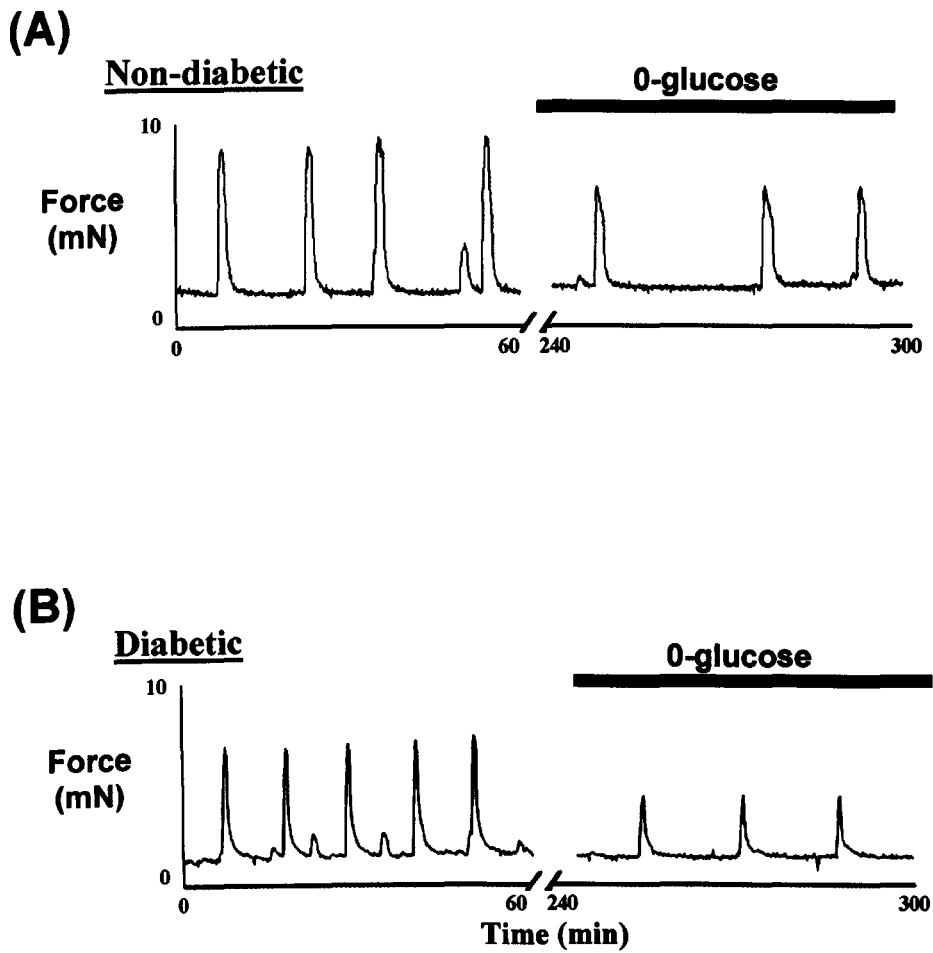 (A)
Non-diabetic
0-glucose
10
Force
(mN)
0
0 60 240 300
(B)
Diabetic
0-glucose
10
Force
(mN)
0
0 60 240 300
Time (min)